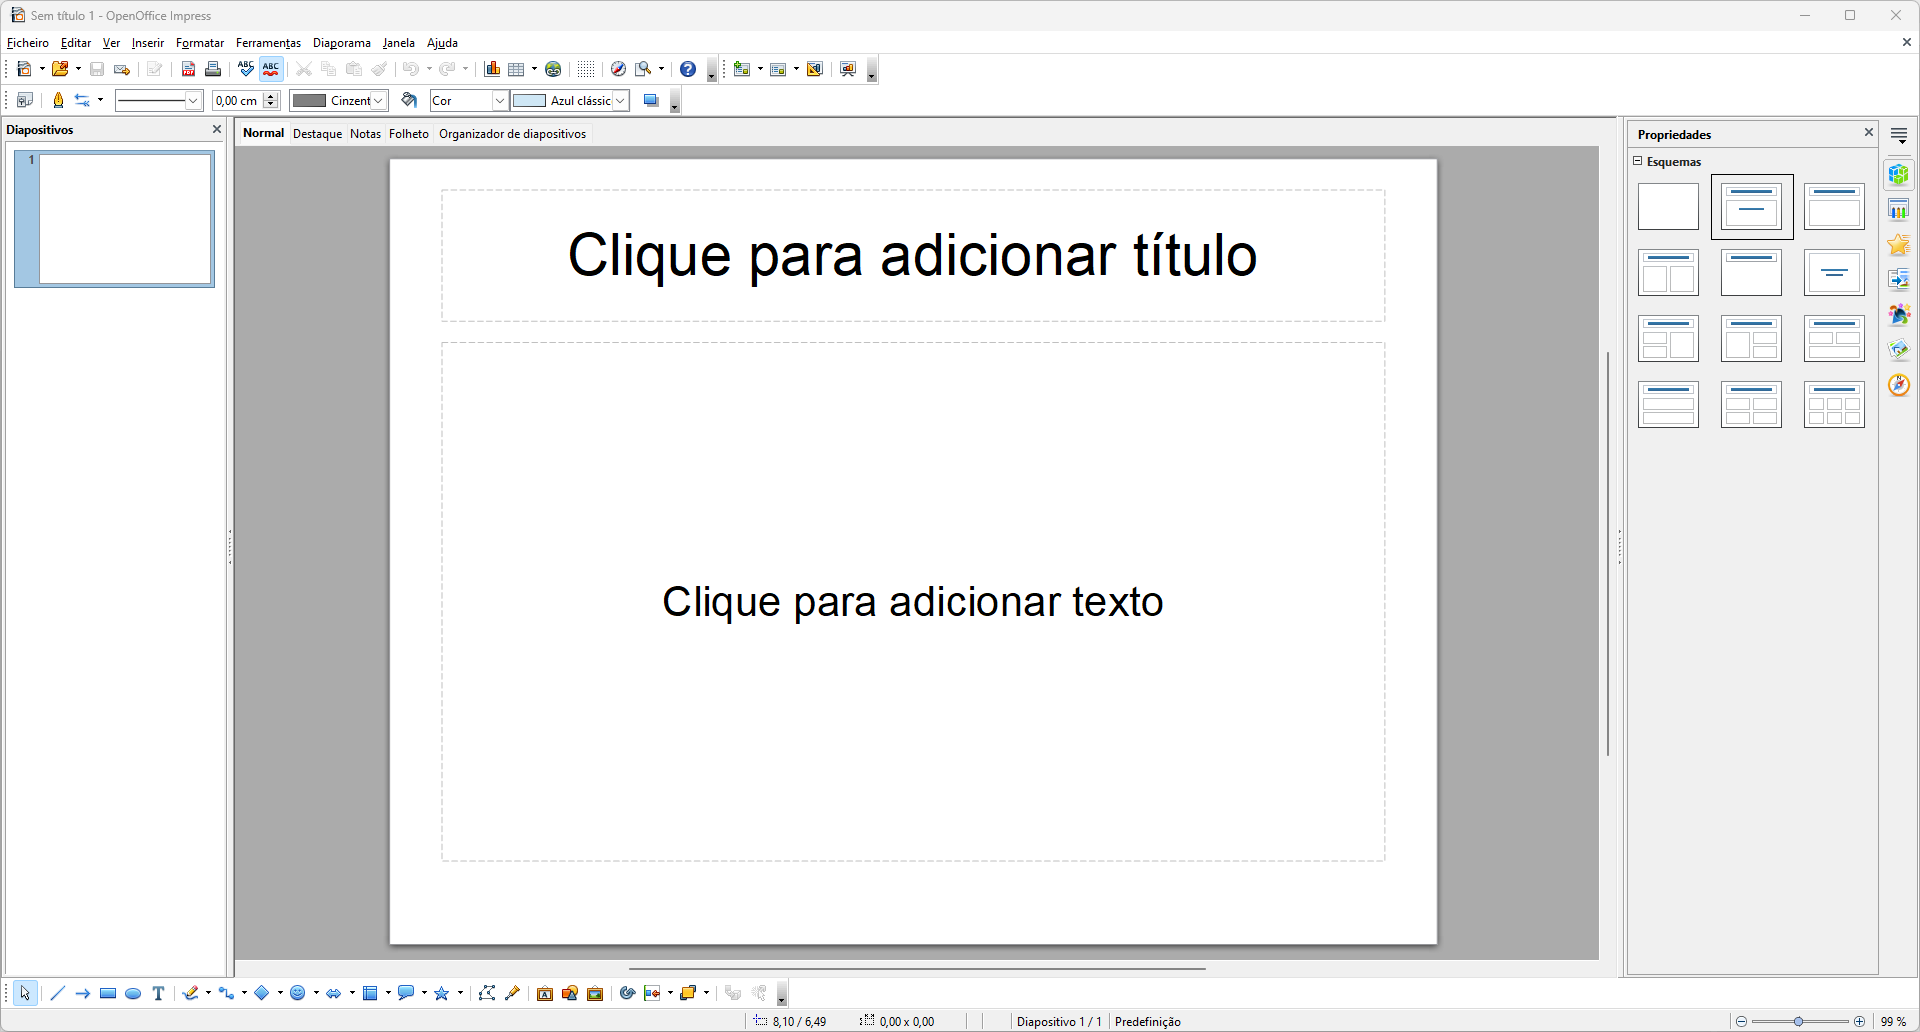 Sem título 1 - OpenOffice Impress
Ficheiro Editar Ver Inserir Formatar Ferramentas Diaporama Janela Ajuda
0,00 cm Cinzent Cor Azul clássic
Diapositivos
Normal Destaque Notas Folheto Organizador de diapositivos
Propriedades
1
Esquemas
Clique para adicionar título
Clique para adicionar texto
8,10 / 6,49 0,00 x 0,00 Diapositivo 1 / 1 Predefinição 99 %